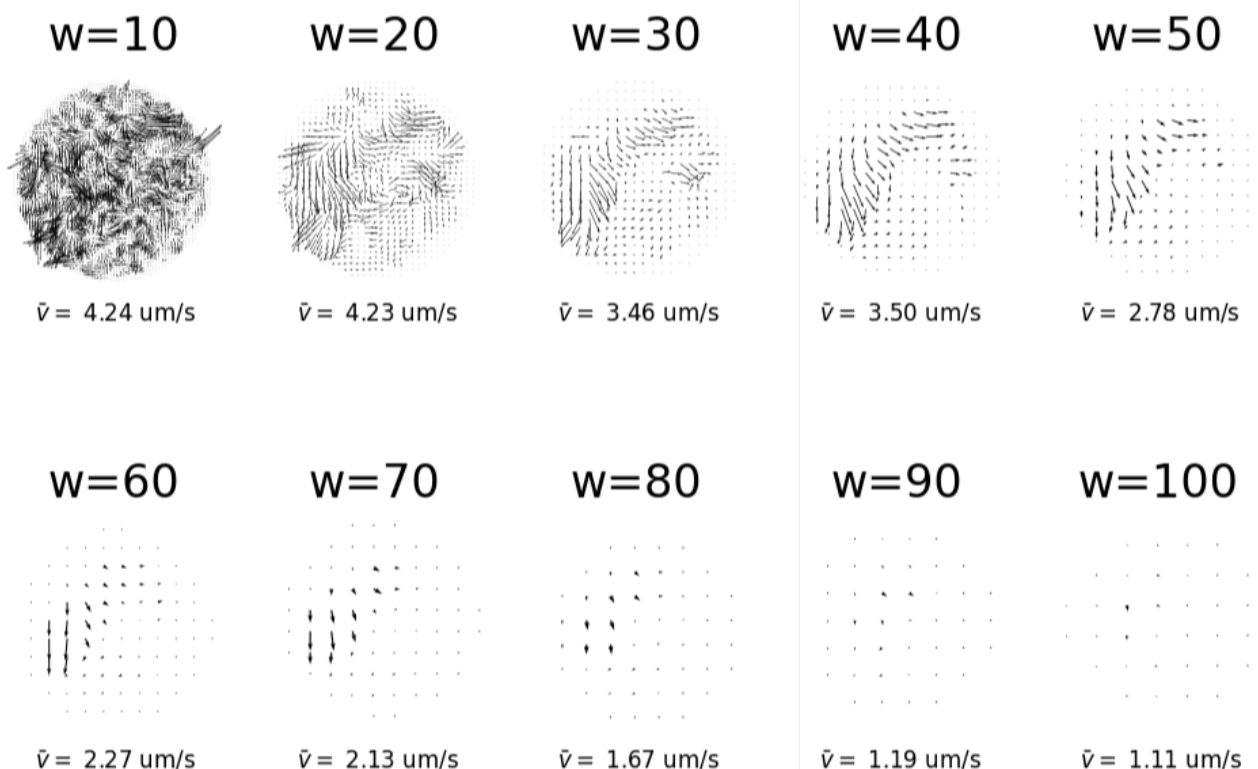 w=10 w=20 w=30 w=40 w=50
v̄ = 4.24 um/s v̄ = 4.23 um/s v̄ = 3.46 um/s v̄ = 3.50 um/s v̄ = 2.78 um/s
w=60 w=70 w=80 w=90 w=100
v̄ = 2.27 um/s v̄ = 2.13 um/s v̄ = 1.67 um/s v̄ = 1.19 um/s v̄ = 1.11 um/s